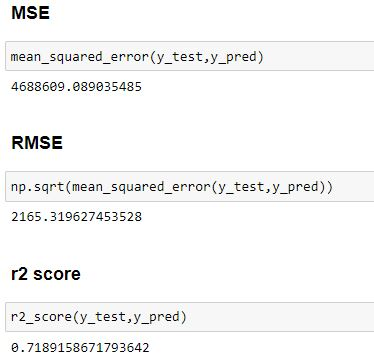 MSE
mean_squared_error(y_test,y_pred)
4688609.089035485
RMSE
np.sqrt(mean_squared_error(y_test,y_pred))
2165.319627453528
r2 score
r2_score(y_test,y_pred)
0.7189158671793642